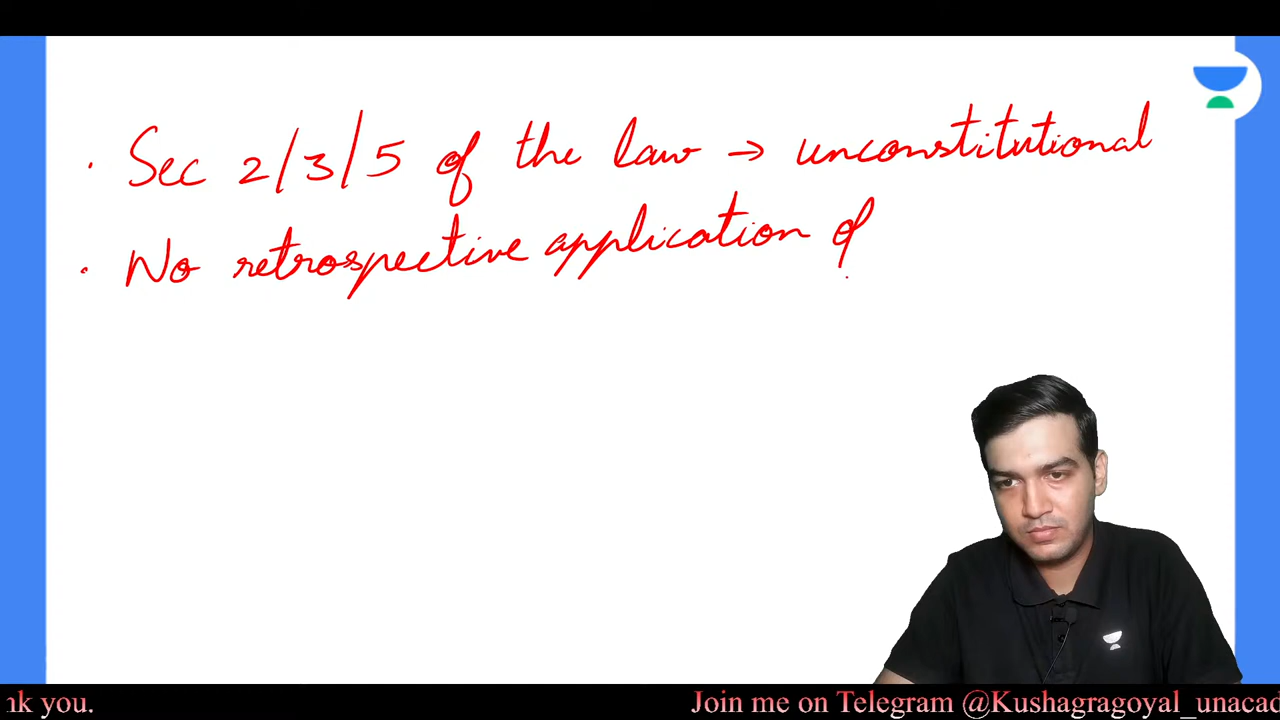 · Sec 2/3/5 of the law → unconstitutional
· No retrospective application of
nk you.
Join me on Telegram @Kushagragoyal_unacad